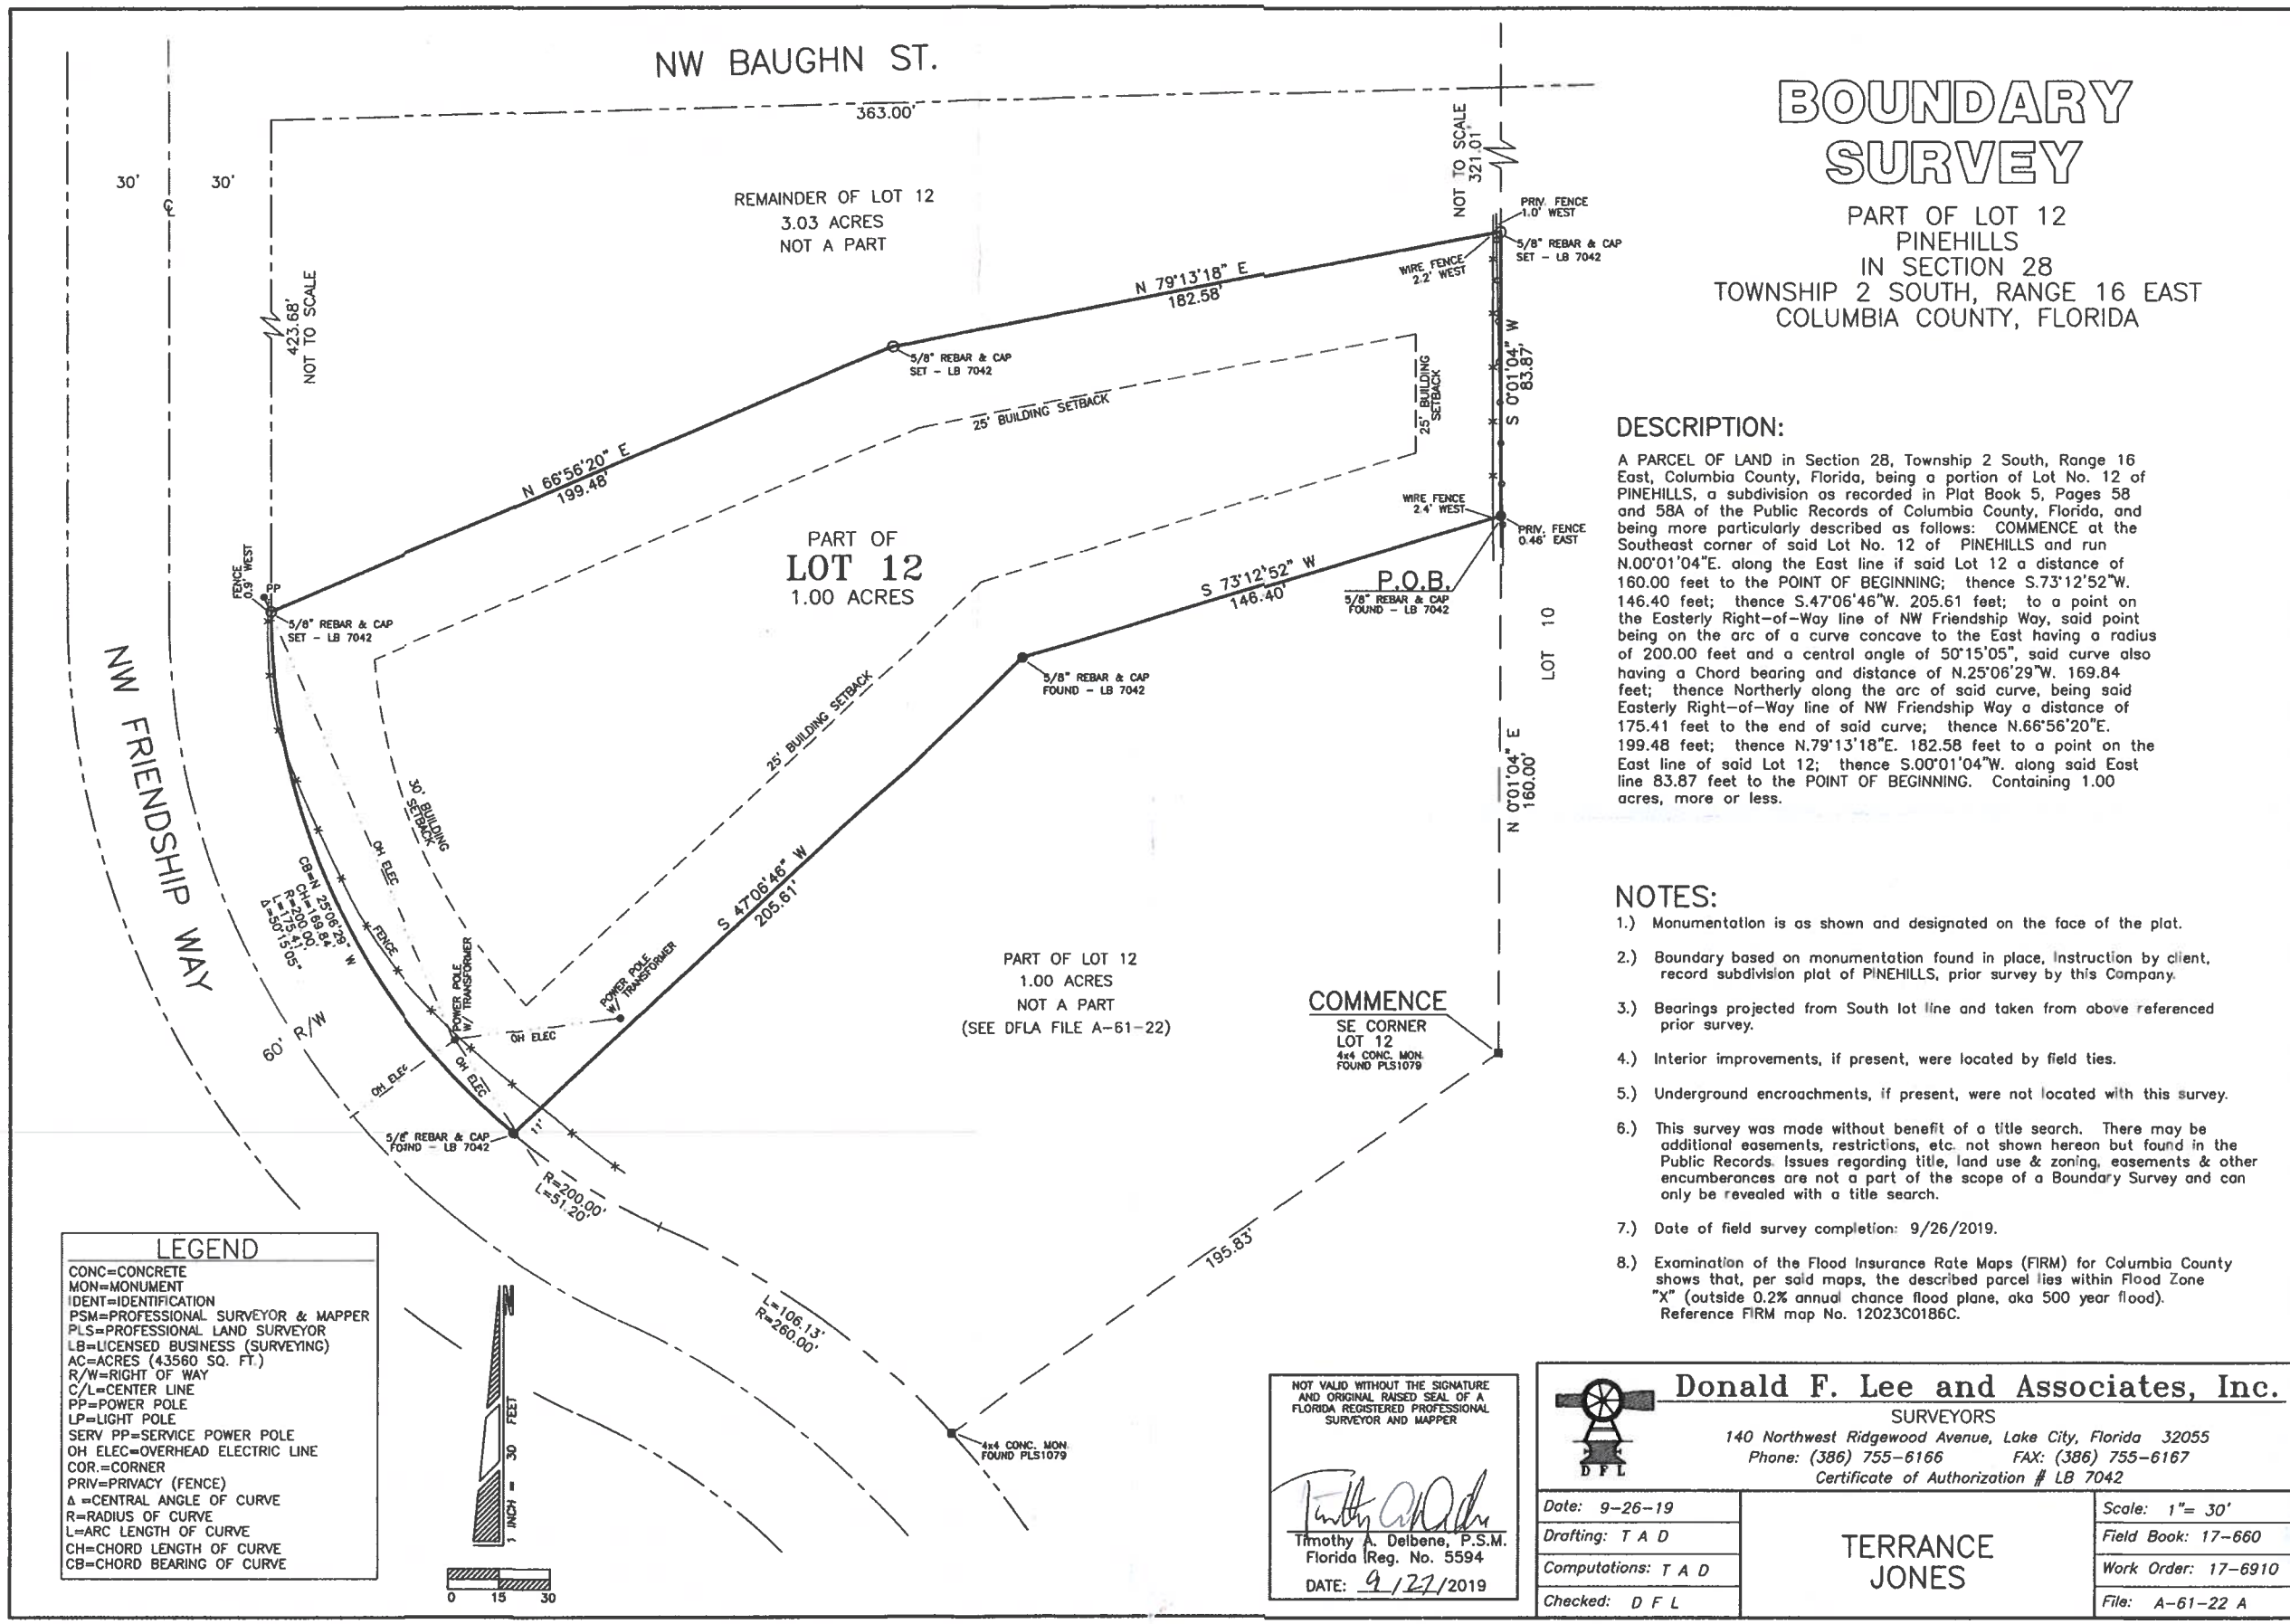 NW BAUGHN ST.
363.00'
30'
30'
℄
NOT TO SCALE
321.01'
REMAINDER OF LOT 12
3.03 ACRES
NOT A PART
PRIV. FENCE
1.0' WEST
5/8" REBAR & CAP
SET - LB 7042
WIRE FENCE
2.2' WEST
N 79°13'18" E
182.58'
423.68'
NOT TO SCALE
5/8" REBAR & CAP
SET - LB 7042
S 0°01'04" W
83.87'
25' BUILDING
SETBACK
25' BUILDING SETBACK
N 66°56'20" E
199.48'
WIRE FENCE
2.4' WEST
PRIV. FENCE
0.46' EAST
PART OF
LOT 12
1.00 ACRES
S 73°12'52" W
146.40'
P.O.B.
5/8" REBAR & CAP
FOUND - LB 7042
FENCE
0.9' WEST
PP
5/8" REBAR & CAP
SET - LB 7042
LOT 10
5/8" REBAR & CAP
FOUND - LB 7042
NW FRIENDSHIP WAY
25' BUILDING SETBACK
30' BUILDING
SETBACK
N 0°01'04" E
160.00'
OH ELEC
CB=N 25°06'29" W
CH=169.84'
R=200.00'
L=175.41'
Δ=50°15'05"
FENCE
S 47°06'46" W
205.61'
POWER POLE
W/ TRANSFORMER
POWER POLE
W/ TRANSFORMER
PART OF LOT 12
1.00 ACRES
NOT A PART
(SEE DFLA FILE A-61-22)
COMMENCE
SE CORNER
LOT 12
4x4 CONC. MON.
FOUND PLS1079
60' R/W
OH ELEC
OH ELEC
OH ELEC
5/8" REBAR & CAP
FOUND - LB 7042
11'
R=200.00'
L=51.20'
195.83'
L=106.13'
R=260.00'
4x4 CONC. MON.
FOUND PLS1079
LEGEND
CONC=CONCRETE
MON=MONUMENT
IDENT=IDENTIFICATION
PSM=PROFESSIONAL SURVEYOR & MAPPER
PLS=PROFESSIONAL LAND SURVEYOR
LB=LICENSED BUSINESS (SURVEYING)
AC=ACRES (43560 SQ. FT.)
R/W=RIGHT OF WAY
C/L=CENTER LINE
PP=POWER POLE
LP=LIGHT POLE
SERV PP=SERVICE POWER POLE
OH ELEC=OVERHEAD ELECTRIC LINE
COR.=CORNER
PRIV=PRIVACY (FENCE)
Δ =CENTRAL ANGLE OF CURVE
R=RADIUS OF CURVE
L=ARC LENGTH OF CURVE
CH=CHORD LENGTH OF CURVE
CB=CHORD BEARING OF CURVE
N
1 INCH = 30 FEET
0 15 30
BOUNDARY
SURVEY
PART OF LOT 12
PINEHILLS
IN SECTION 28
TOWNSHIP 2 SOUTH, RANGE 16 EAST
COLUMBIA COUNTY, FLORIDA
DESCRIPTION:
A PARCEL OF LAND in Section 28, Township 2 South, Range 16
East, Columbia County, Florida, being a portion of Lot No. 12 of
PINEHILLS, a subdivision as recorded in Plat Book 5, Pages 58
and 58A of the Public Records of Columbia County, Florida, and
being more particularly described as follows: COMMENCE at the
Southeast corner of said Lot No. 12 of PINEHILLS and run
N.00°01'04"E. along the East line if said Lot 12 a distance of
160.00 feet to the POINT OF BEGINNING; thence S.73°12'52"W.
146.40 feet; thence S.47°06'46"W. 205.61 feet; to a point on
the Easterly Right-of-Way line of NW Friendship Way, said point
being on the arc of a curve concave to the East having a radius
of 200.00 feet and a central angle of 50°15'05", said curve also
having a Chord bearing and distance of N.25°06'29"W. 169.84
feet; thence Northerly along the arc of said curve, being said
Easterly Right-of-Way line of NW Friendship Way a distance of
175.41 feet to the end of said curve; thence N.66°56'20"E.
199.48 feet; thence N.79°13'18"E. 182.58 feet to a point on the
East line of said Lot 12; thence S.00°01'04"W. along said East
line 83.87 feet to the POINT OF BEGINNING. Containing 1.00
acres, more or less.
NOTES:
1.) Monumentation is as shown and designated on the face of the plat.
2.) Boundary based on monumentation found in place, Instruction by client,
record subdivision plat of PINEHILLS, prior survey by this Company.
3.) Bearings projected from South lot line and taken from above referenced
prior survey.
4.) Interior improvements, if present, were located by field ties.
5.) Underground encroachments, if present, were not located with this survey.
6.) This survey was made without benefit of a title search. There may be
additional easements, restrictions, etc. not shown hereon but found in the
Public Records. Issues regarding title, land use & zoning, easements & other
encumberances are not a part of the scope of a Boundary Survey and can
only be revealed with a title search.
7.) Date of field survey completion: 9/26/2019.
8.) Examination of the Flood Insurance Rate Maps (FIRM) for Columbia County
shows that, per said maps, the described parcel lies within Flood Zone
"X" (outside 0.2% annual chance flood plane, aka 500 year flood).
Reference FIRM map No. 12023C0186C.
NOT VALID WITHOUT THE SIGNATURE
AND ORIGINAL RAISED SEAL OF A
FLORIDA REGISTERED PROFESSIONAL
SURVEYOR AND MAPPER
Timothy A. Delbene, P.S.M.
Florida Reg. No. 5594
DATE: 9/27/2019
DFL
Donald F. Lee and Associates, Inc.
SURVEYORS
140 Northwest Ridgewood Avenue, Lake City, Florida 32055
Phone: (386) 755-6166 FAX: (386) 755-6167
Certificate of Authorization # LB 7042
Date: 9-26-19
Drafting: T A D
Computations: T A D
Checked: D F L
TERRANCE
JONES
Scale: 1"= 30'
Field Book: 17-660
Work Order: 17-6910
File: A-61-22 A